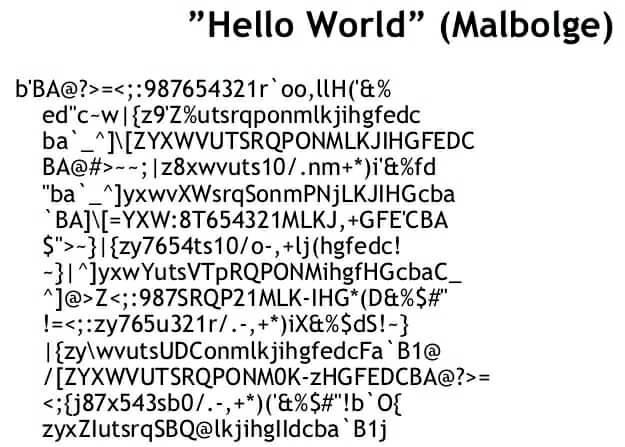 ”Hello World” (Malbolge)
b'BA@?>=<;:987654321r`oo,llH('&%
ed"c~w|{z9'Z%utsrqponmlkjihgfedc
ba`_^]\[ZYXWVUTSRQPONMLKJIHGFEDC
BA@#>~~;|z8xwvuts10/.nm+*)i'&%fd
"ba`_^]yxwvXWsrqSonmPNjLKJIHGcba
`BA]\[=YXW:8T654321MLKJ,+GFE'CBA
$">~}|{zy7654ts10/o-,+lj(hgfedc!
~}|^]yxwYutsVTpRQPONMihgfHGcbaC_
^]@>Z<;:987SRQP21MLK-IHG*(D&%$#"
!=<;:zy765u321r/.-,+*)iX&%$dS!~}
|{zy\wvutsUDConmlkjihgfedcFa`B1@
/[ZYXWVUTSRQPONM0K-zHGFEDCBA@?>=
<;{j87x543sb0/.-,+*)('&%$#"!b`O{
zyxZIutsrqSBQ@lkjihgIIdcba`B1j